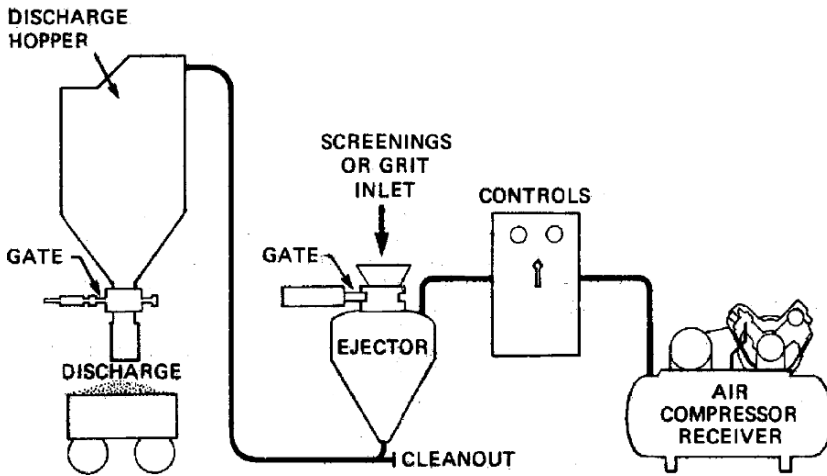 DISCHARGE
HOPPER
SCREENINGS
OR GRIT
INLET
CONTROLS
GATE
GATE
EJECTOR
DISCHARGE
AIR
COMPRESSOR
RECEIVER
CLEANOUT